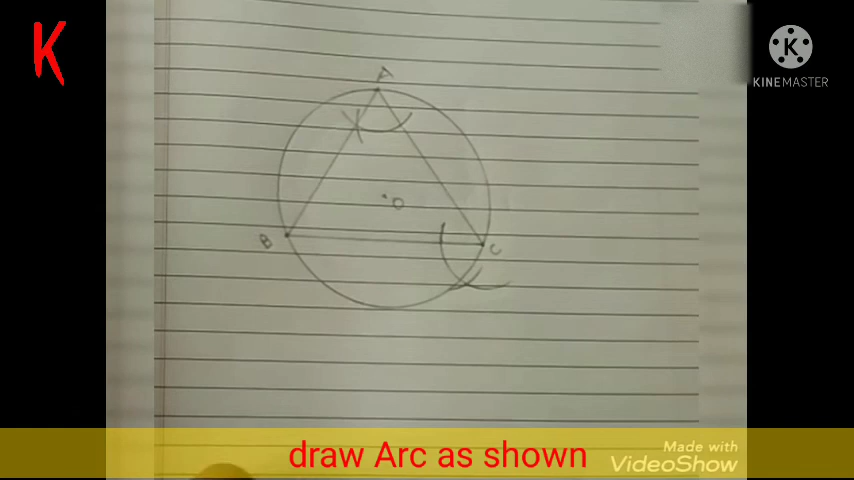 K
K
KINEMASTER
A
O
B
C
draw Arc as shown
Made with
VideoShow